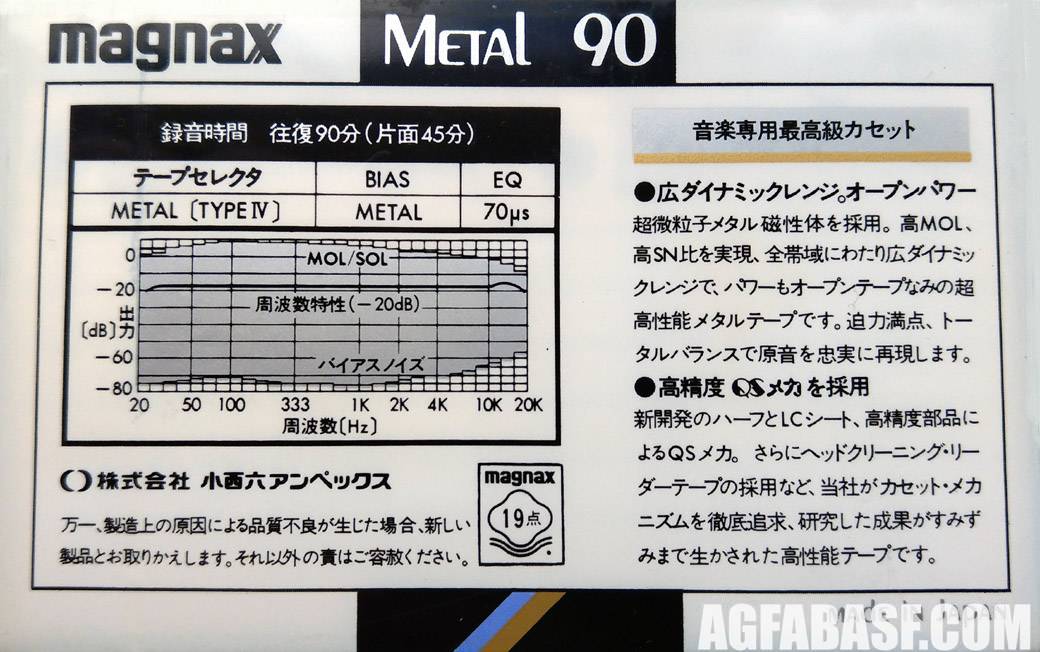 magnax METAL 90
録音時間 往復90分(片面45分)
テープセレクタ BIAS EQ
METAL〔TYPE IV〕 METAL 70μs
0
MOL/SOL
−20
周波数特性(−20dB)
出力
〔dB〕
−60
バイアスノイズ
−80
20 50 100 333 1K 2K 4K 10K 20K
周波数〔Hz〕
株式会社 小西六アンペックス
万一、製造上の原因による品質不良が生じた場合、新しい
製品とお取りかえします。それ以外の責はご容赦ください。
magnax
19点
音楽専用最高級カセット
●広ダイナミックレンジ。オープンパワー
超微粒子メタル磁性体を採用。高MOL、
高SN比を実現、全帯域にわたり広ダイナミッ
クレンジで、パワーもオープンテープなみの超
高性能メタルテープです。迫力満点、トー
タルバランスで原音を忠実に再現します。
●高精度QSメカを採用
新開発のハーフとLCシート、高精度部品に
よるQSメカ。さらにヘッドクリーニング・リー
ダーテープの採用など、当社がカセット・メカ
ニズムを徹底追求、研究した成果がすみず
みまで生かされた高性能テープです。
MADE IN JAPAN
AGFABASF.COM